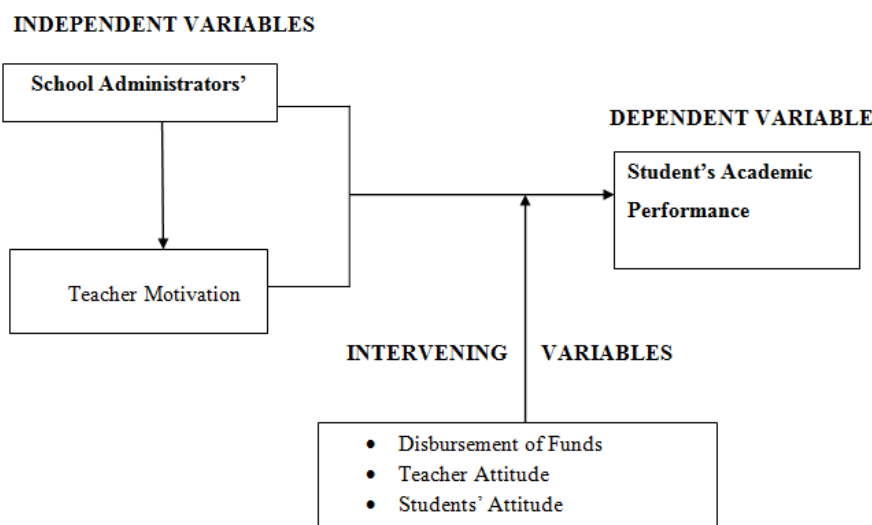 INDEPENDENT VARIABLES
School Administrators’
DEPENDENT VARIABLE
Student’s Academic
Performance
Teacher Motivation
INTERVENING VARIABLES
• Disbursement of Funds
• Teacher Attitude
• Students’ Attitude